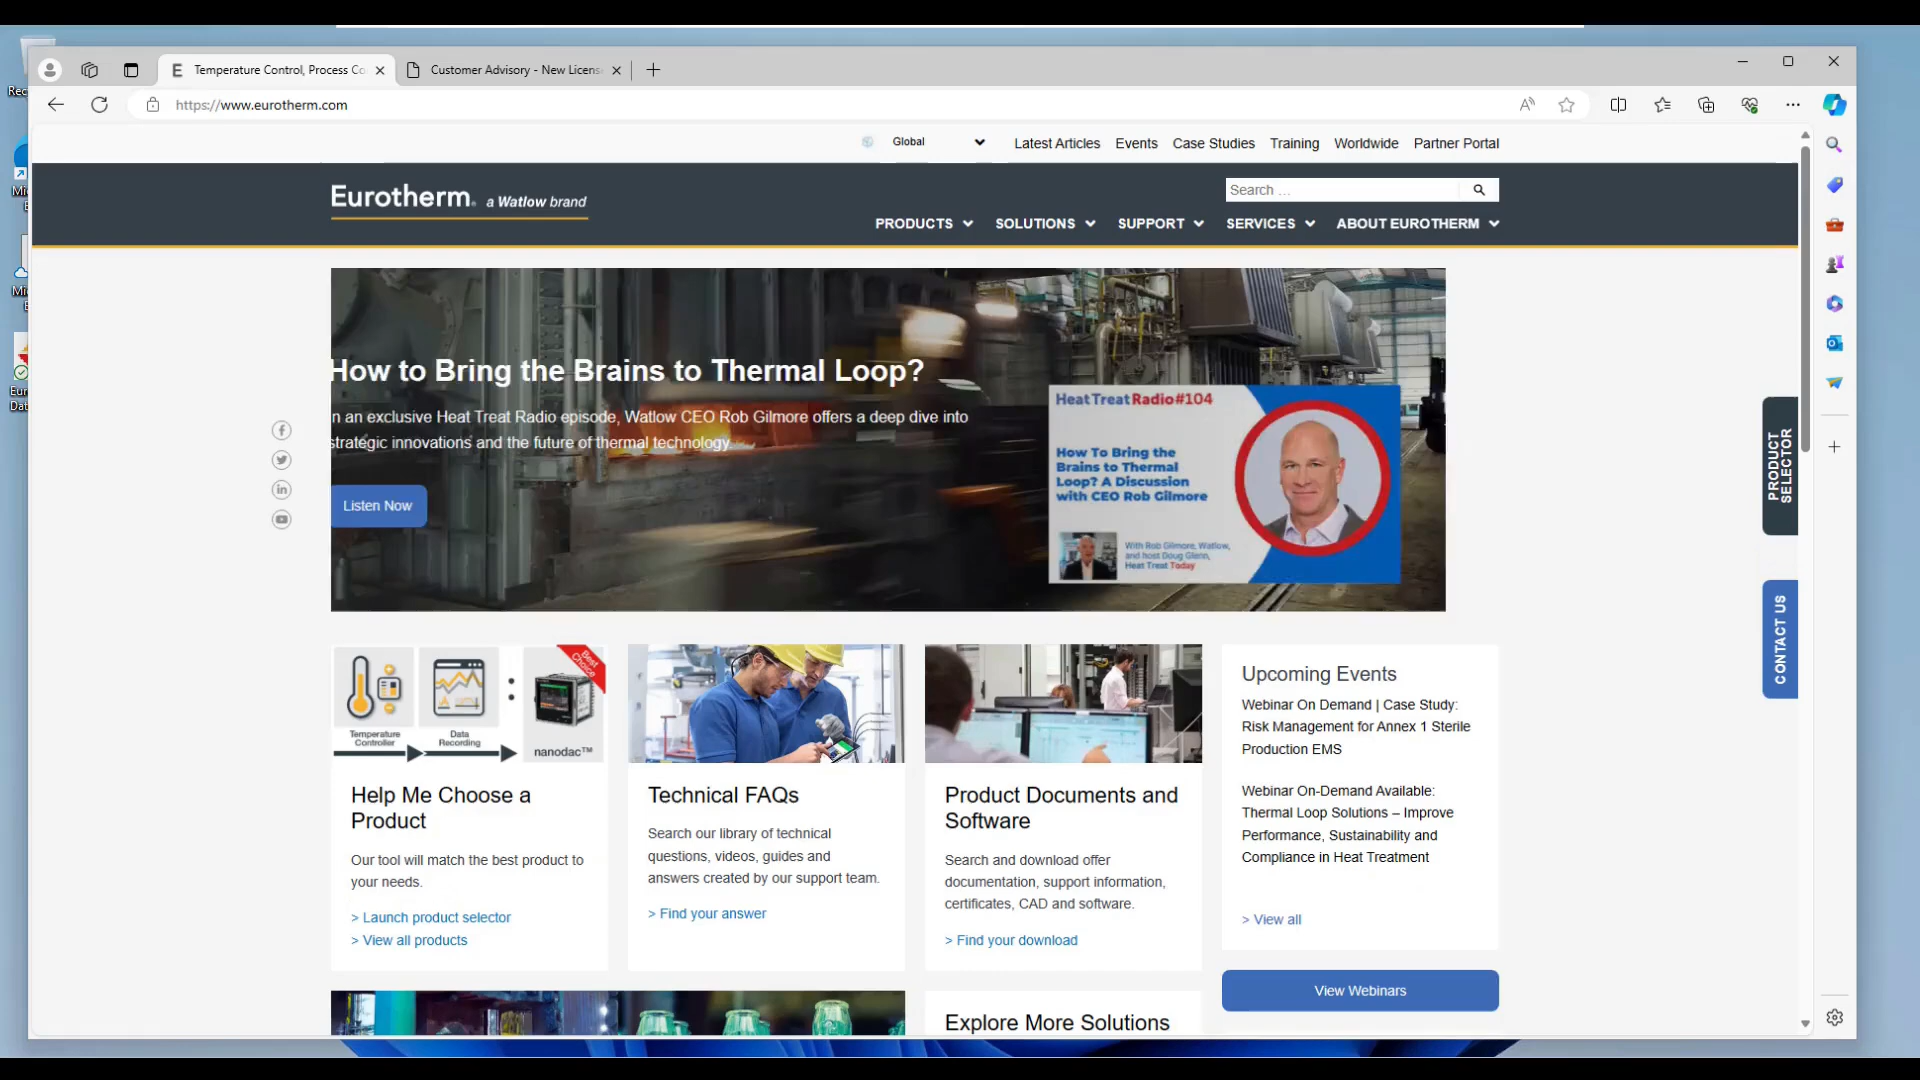 Temperature Control, Process Co
Customer Advisory - New Licens
https://www.eurotherm.com
Global
Latest Articles
Events
Case Studies
Training
Worldwide
Partner Portal
Eurotherm. a Watlow brand
Search ...
PRODUCTS
SOLUTIONS
SUPPORT
SERVICES
ABOUT EUROTHERM
How to Bring the Brains to Thermal Loop?
n an exclusive Heat Treat Radio episode, Watlow CEO Rob Gilmore offers a deep dive into
strategic innovations and the future of thermal technology.
Listen Now
Heat Treat Radio #104
How To Bring the
Brains to Thermal
Loop? A Discussion
with CEO Rob Gilmore
With Rob Gilmore, Watlow,
and host Doug Glenn,
Heat Treat Today
PRODUCT
SELECTOR
CONTACT US
Best
Choice
Temperature
Controller
Data
Recording
:
nanodac™
Help Me Choose a
Product
Our tool will match the best product to
your needs.
> Launch product selector
> View all products
Technical FAQs
Search our library of technical
questions, videos, guides and
answers created by our support team.
> Find your answer
Product Documents and
Software
Search and download offer
documentation, support information,
certificates, CAD and software.
> Find your download
Upcoming Events
Webinar On Demand | Case Study:
Risk Management for Annex 1 Sterile
Production EMS
Webinar On-Demand Available:
Thermal Loop Solutions – Improve
Performance, Sustainability and
Compliance in Heat Treatment
> View all
View Webinars
Explore More Solutions
Rec
Mi
E
Mi
E
Eur
Dat